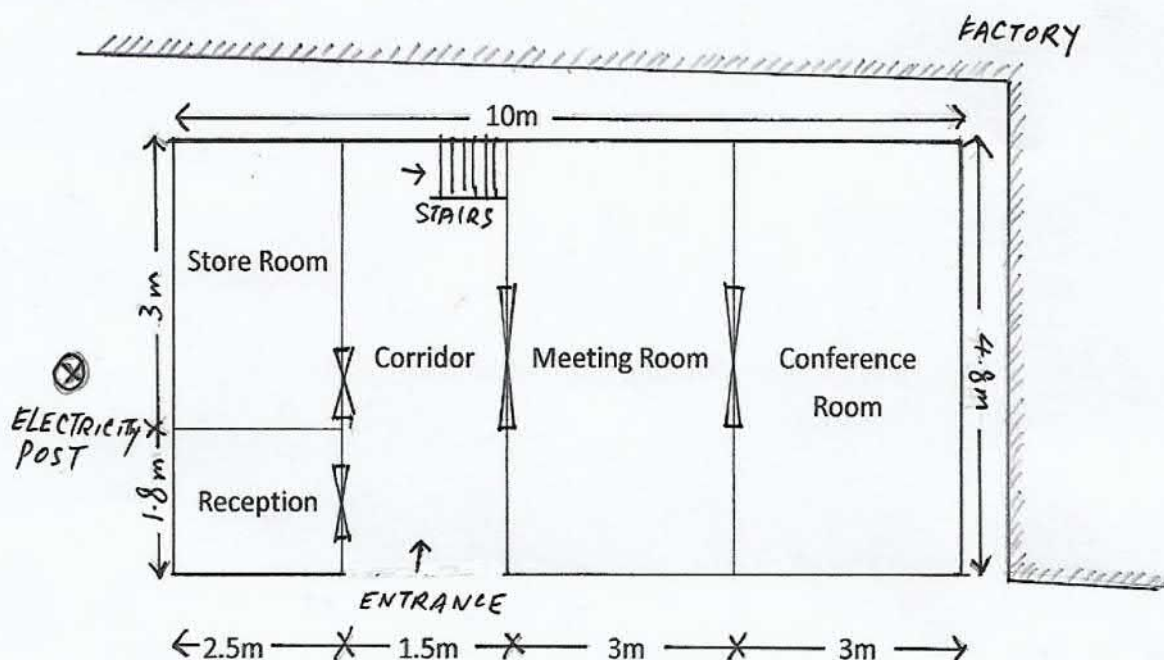 FACTORY
10m
STAIRS
Store Room
3m
Corridor
Meeting Room
Conference
Room
4.8m
ELECTRICITY
POST
1.8m
Reception
ENTRANCE
2.5m
1.5m
3m
3m